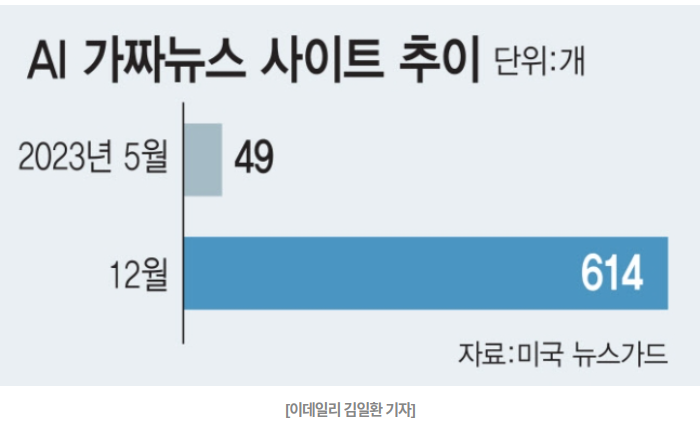 AI 가짜뉴스 사이트 추이 단위:개
2023년 5월 49
12월 614
자료:미국 뉴스가드
[이데일리 김일환 기자]